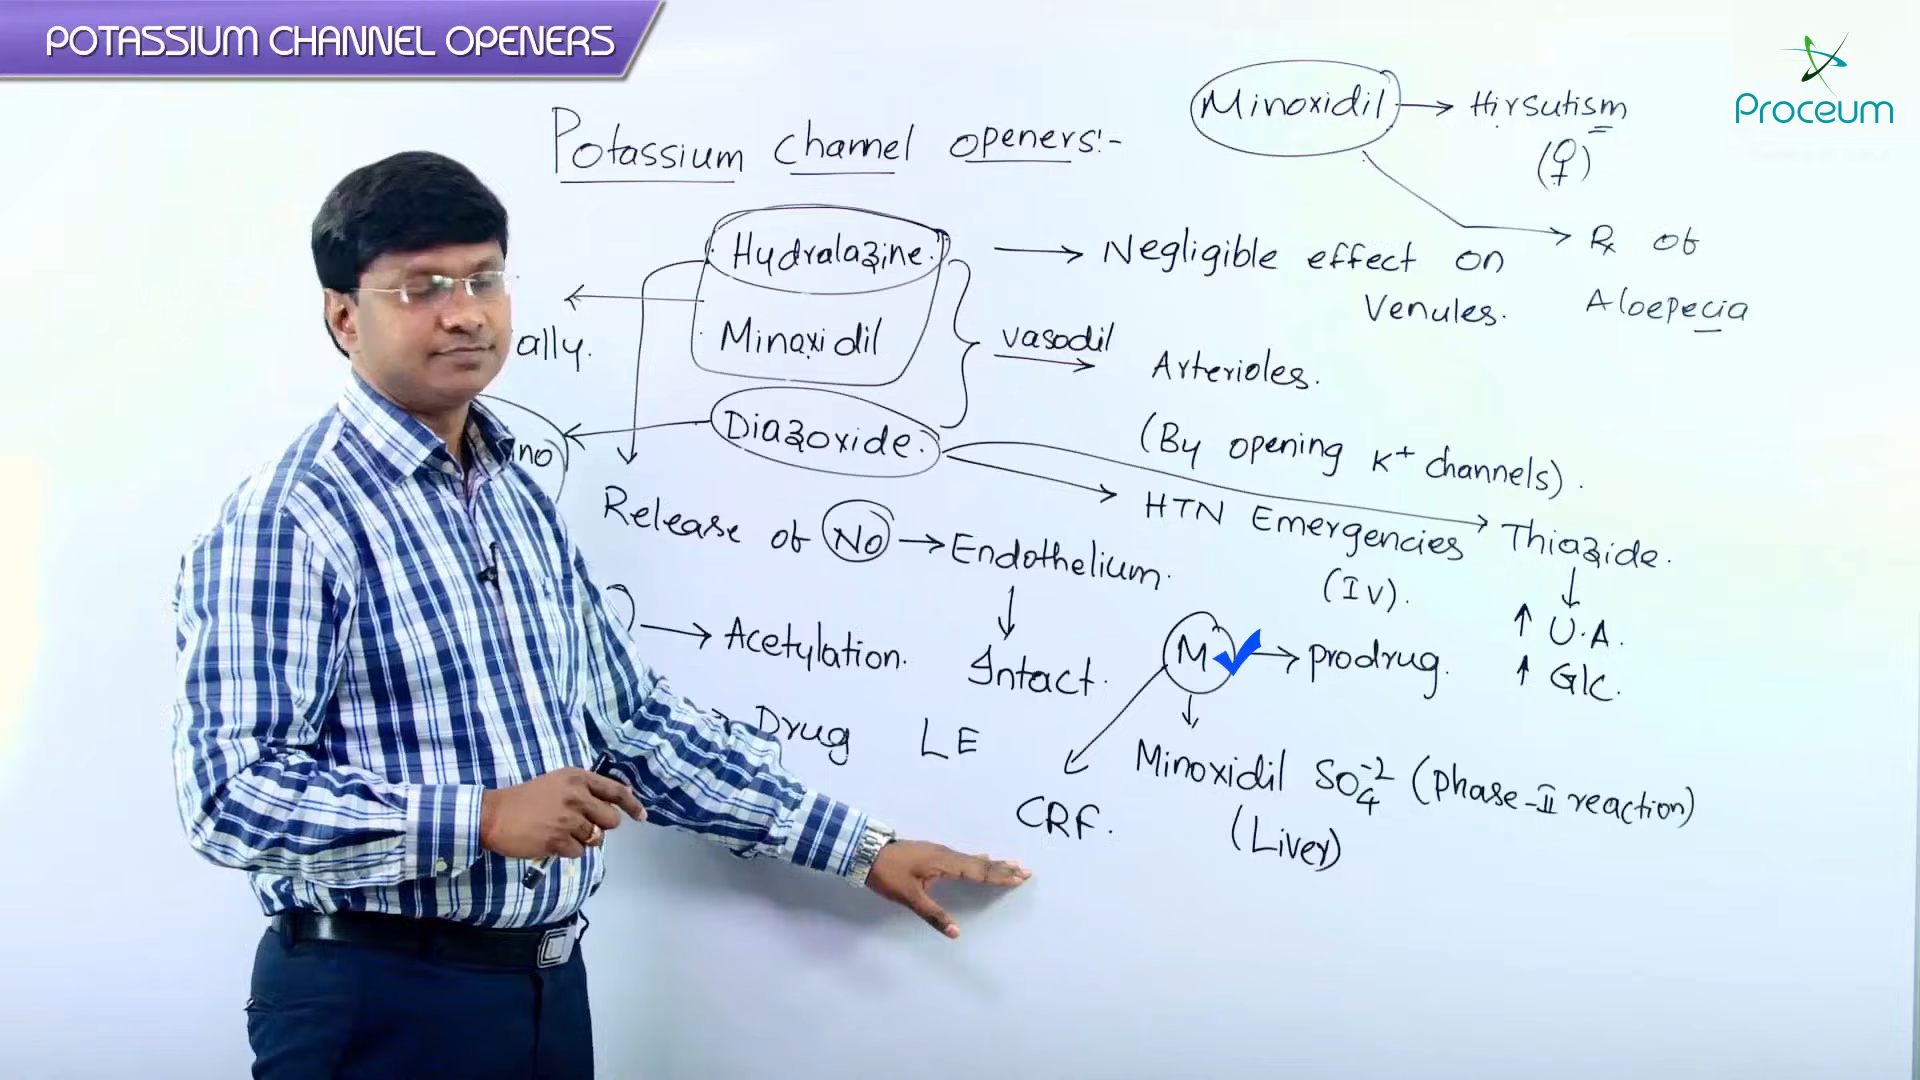 POTASSIUM CHANNEL OPENERS
Proceum
Potassium channel openers:-
Minoxidil → Hirsutism
(♀)
Rx of
Aloepecia
Hydralazine. → Negligible effect on
Venules.
Minoxidil
vasodil → Arterioles.
(By opening K+ channels).
ally.
Diazoxide.
→ HTN Emergencies
(IV).
→ Thiazide.
↑ U.A.
↑ Glc.
Release of NO → Endothelium.
↓
Intact.
→ Acetylation.
Drug LE
M → prodrug.
↓
Minoxidil SO4-2 (Phase-II reaction)
(Liver)
CRF.